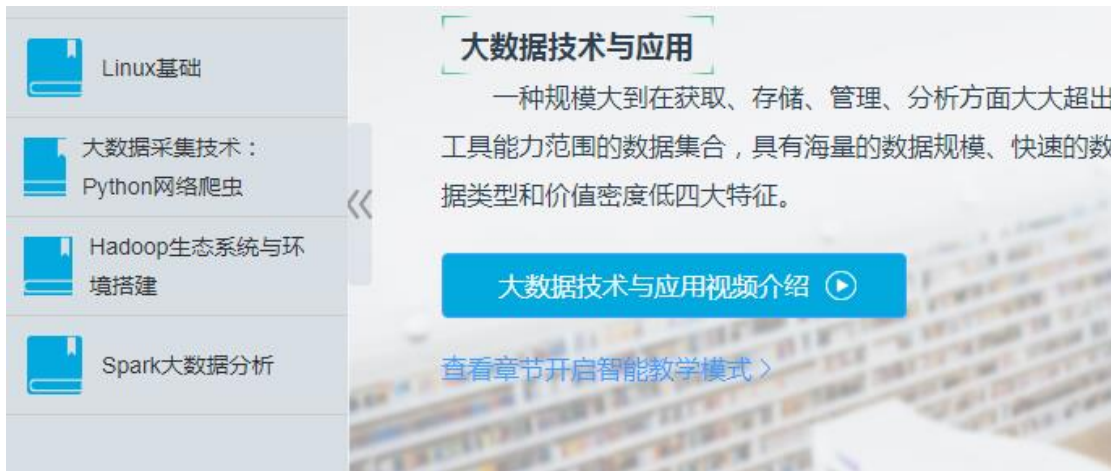 Linux基础
大数据采集技术：
Python网络爬虫
Hadoop生态系统与环
境搭建
Spark大数据分析
大数据技术与应用
一种规模大到在获取、存储、管理、分析方面大大超出
工具能力范围的数据集合，具有海量的数据规模、快速的数
据类型和价值密度低四大特征。
大数据技术与应用视频介绍
查看章节开启智能教学模式>